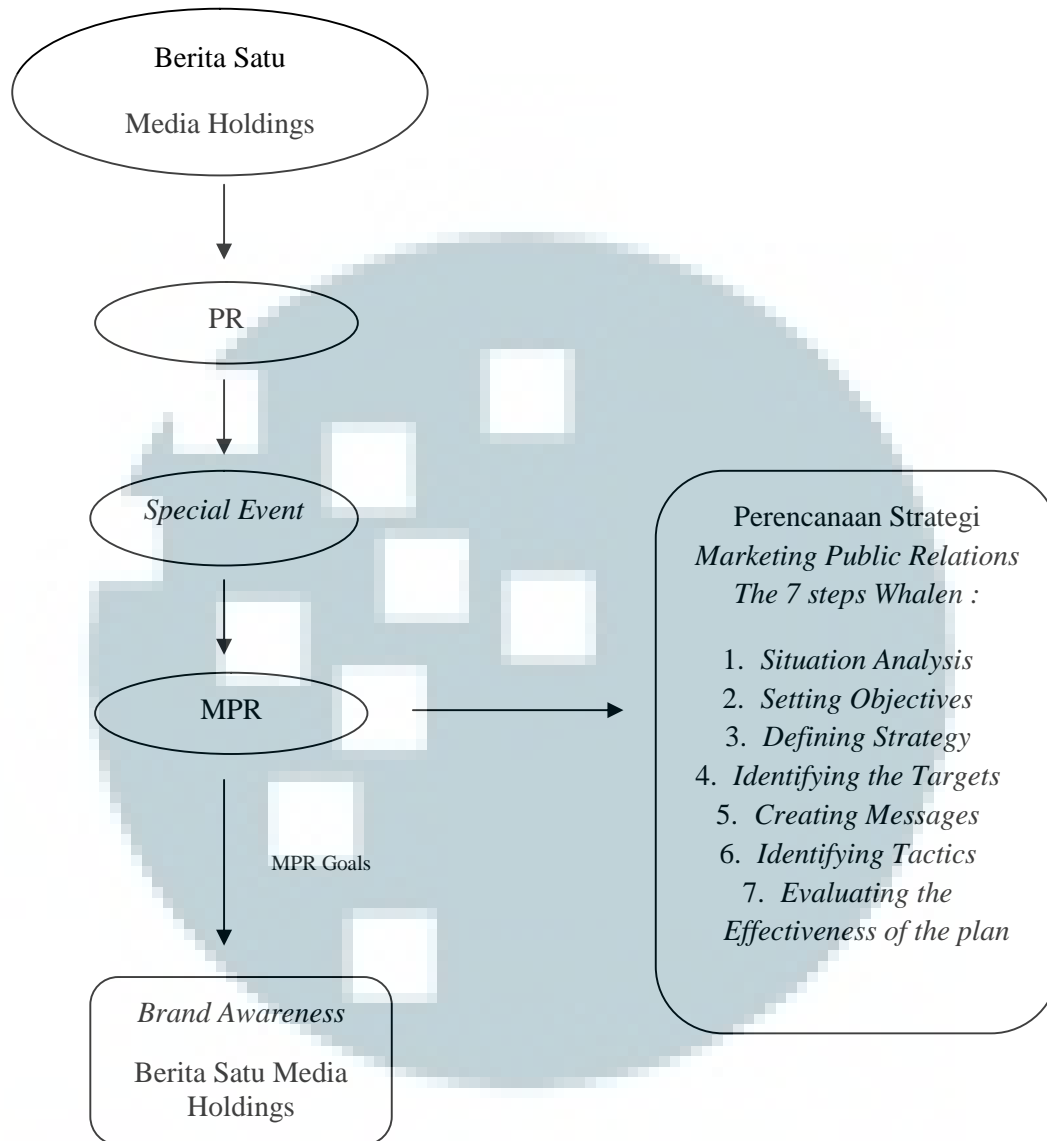 Berita Satu
Media Holdings
PR
Special Event
MPR
MPR Goals
Brand Awareness
Berita Satu Media
Holdings
Perencanaan Strategi
Marketing Public Relations
The 7 steps Whalen :
1. Situation Analysis
2. Setting Objectives
3. Defining Strategy
4. Identifying the Targets
5. Creating Messages
6. Identifying Tactics
7. Evaluating the
Effectiveness of the plan